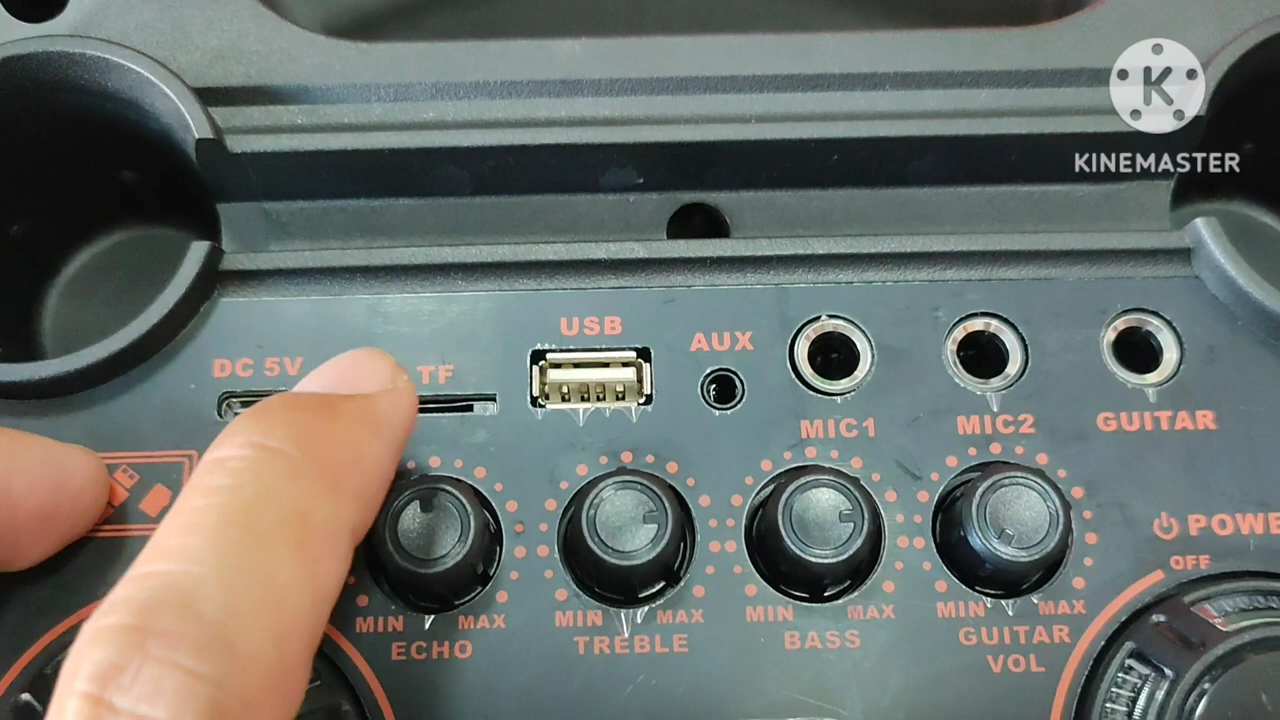 K
KINEMASTER
USB
AUX
DC 5V
TF
MIC1
MIC2
GUITAR
POWE
OFF
MIN
MAX
ECHO
MIN
MAX
TREBLE
MIN
MAX
BASS
MIN
MAX
GUITAR
VOL